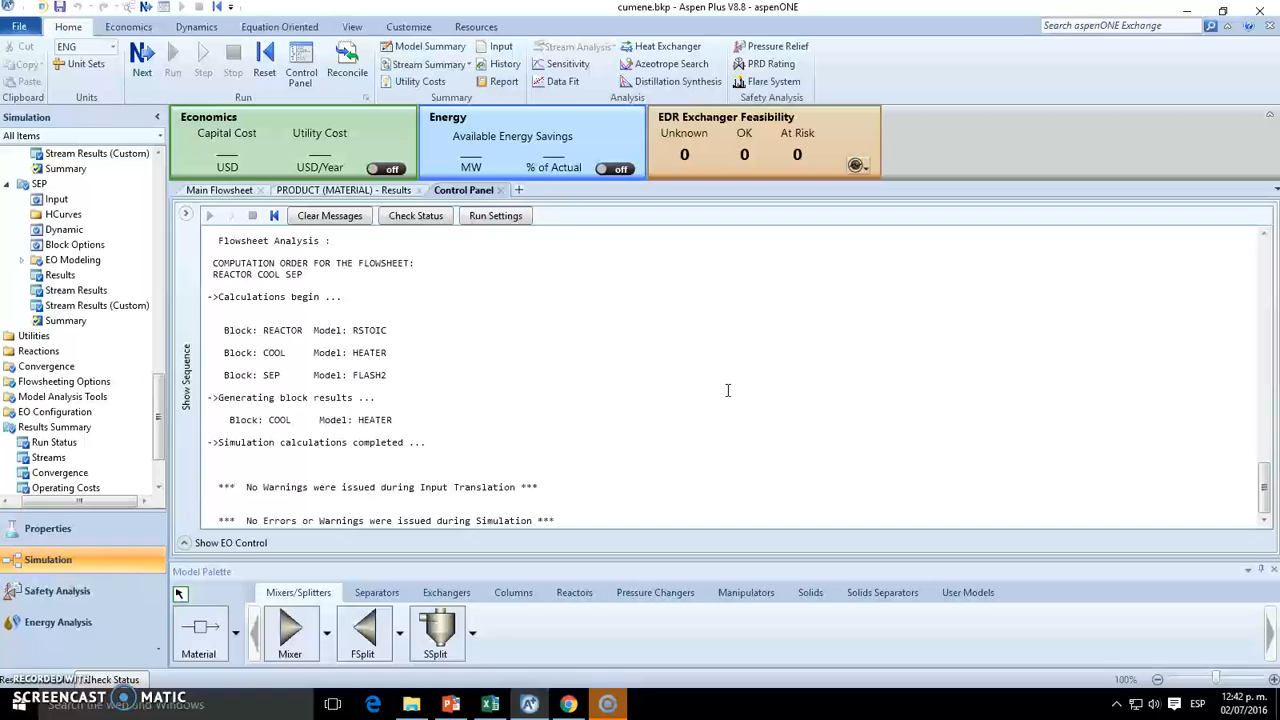 cumene.bkp - Aspen Plus V8.8 - aspenONE
File Home Economics Dynamics Equation Oriented View Customize Resources Search aspenONE Exchange
Cut ENG Model Summary Input Stream Analysis Heat Exchanger Pressure Relief
Copy Unit Sets Next Run Step Stop Reset Control Panel Reconcile Stream Summary History Sensitivity Azeotrope Search PRD Rating
Paste Utility Costs Report Data Fit Distillation Synthesis Flare System
Clipboard Units Run Summary Analysis Safety Analysis
Simulation
All Items
Economics
Capital Cost Utility Cost
USD USD/Year off
Energy
Available Energy Savings
MW % of Actual off
EDR Exchanger Feasibility
Unknown OK At Risk
0 0 0
Main Flowsheet PRODUCT (MATERIAL) - Results Control Panel
Clear Messages Check Status Run Settings
Stream Results (Custom)
Summary
SEP
Input
HCurves
Dynamic
Block Options
EO Modeling
Results
Stream Results
Stream Results (Custom)
Summary
Utilities
Reactions
Convergence
Flowsheeting Options
Model Analysis Tools
EO Configuration
Results Summary
Run Status
Streams
Convergence
Operating Costs
Properties
Simulation
Safety Analysis
Energy Analysis
Show Sequence
Flowsheet Analysis :
COMPUTATION ORDER FOR THE FLOWSHEET:
REACTOR COOL SEP
->Calculations begin ...
Block: REACTOR Model: RSTOIC
Block: COOL Model: HEATER
Block: SEP Model: FLASH2
->Generating block results ...
Block: COOL Model: HEATER
->Simulation calculations completed ...
*** No Warnings were issued during Input Translation ***
*** No Errors or Warnings were issued during Simulation ***
Show EO Control
Model Palette
Mixers/Splitters Separators Exchangers Columns Reactors Pressure Changers Manipulators Solids Solids Separators User Models
Material Mixer FSplit SSplit
RECORDED WITH Check Status 100%
SCREENCAST MATIC
Search the web and Windows
ESP
12:42 p. m.
02/07/2016